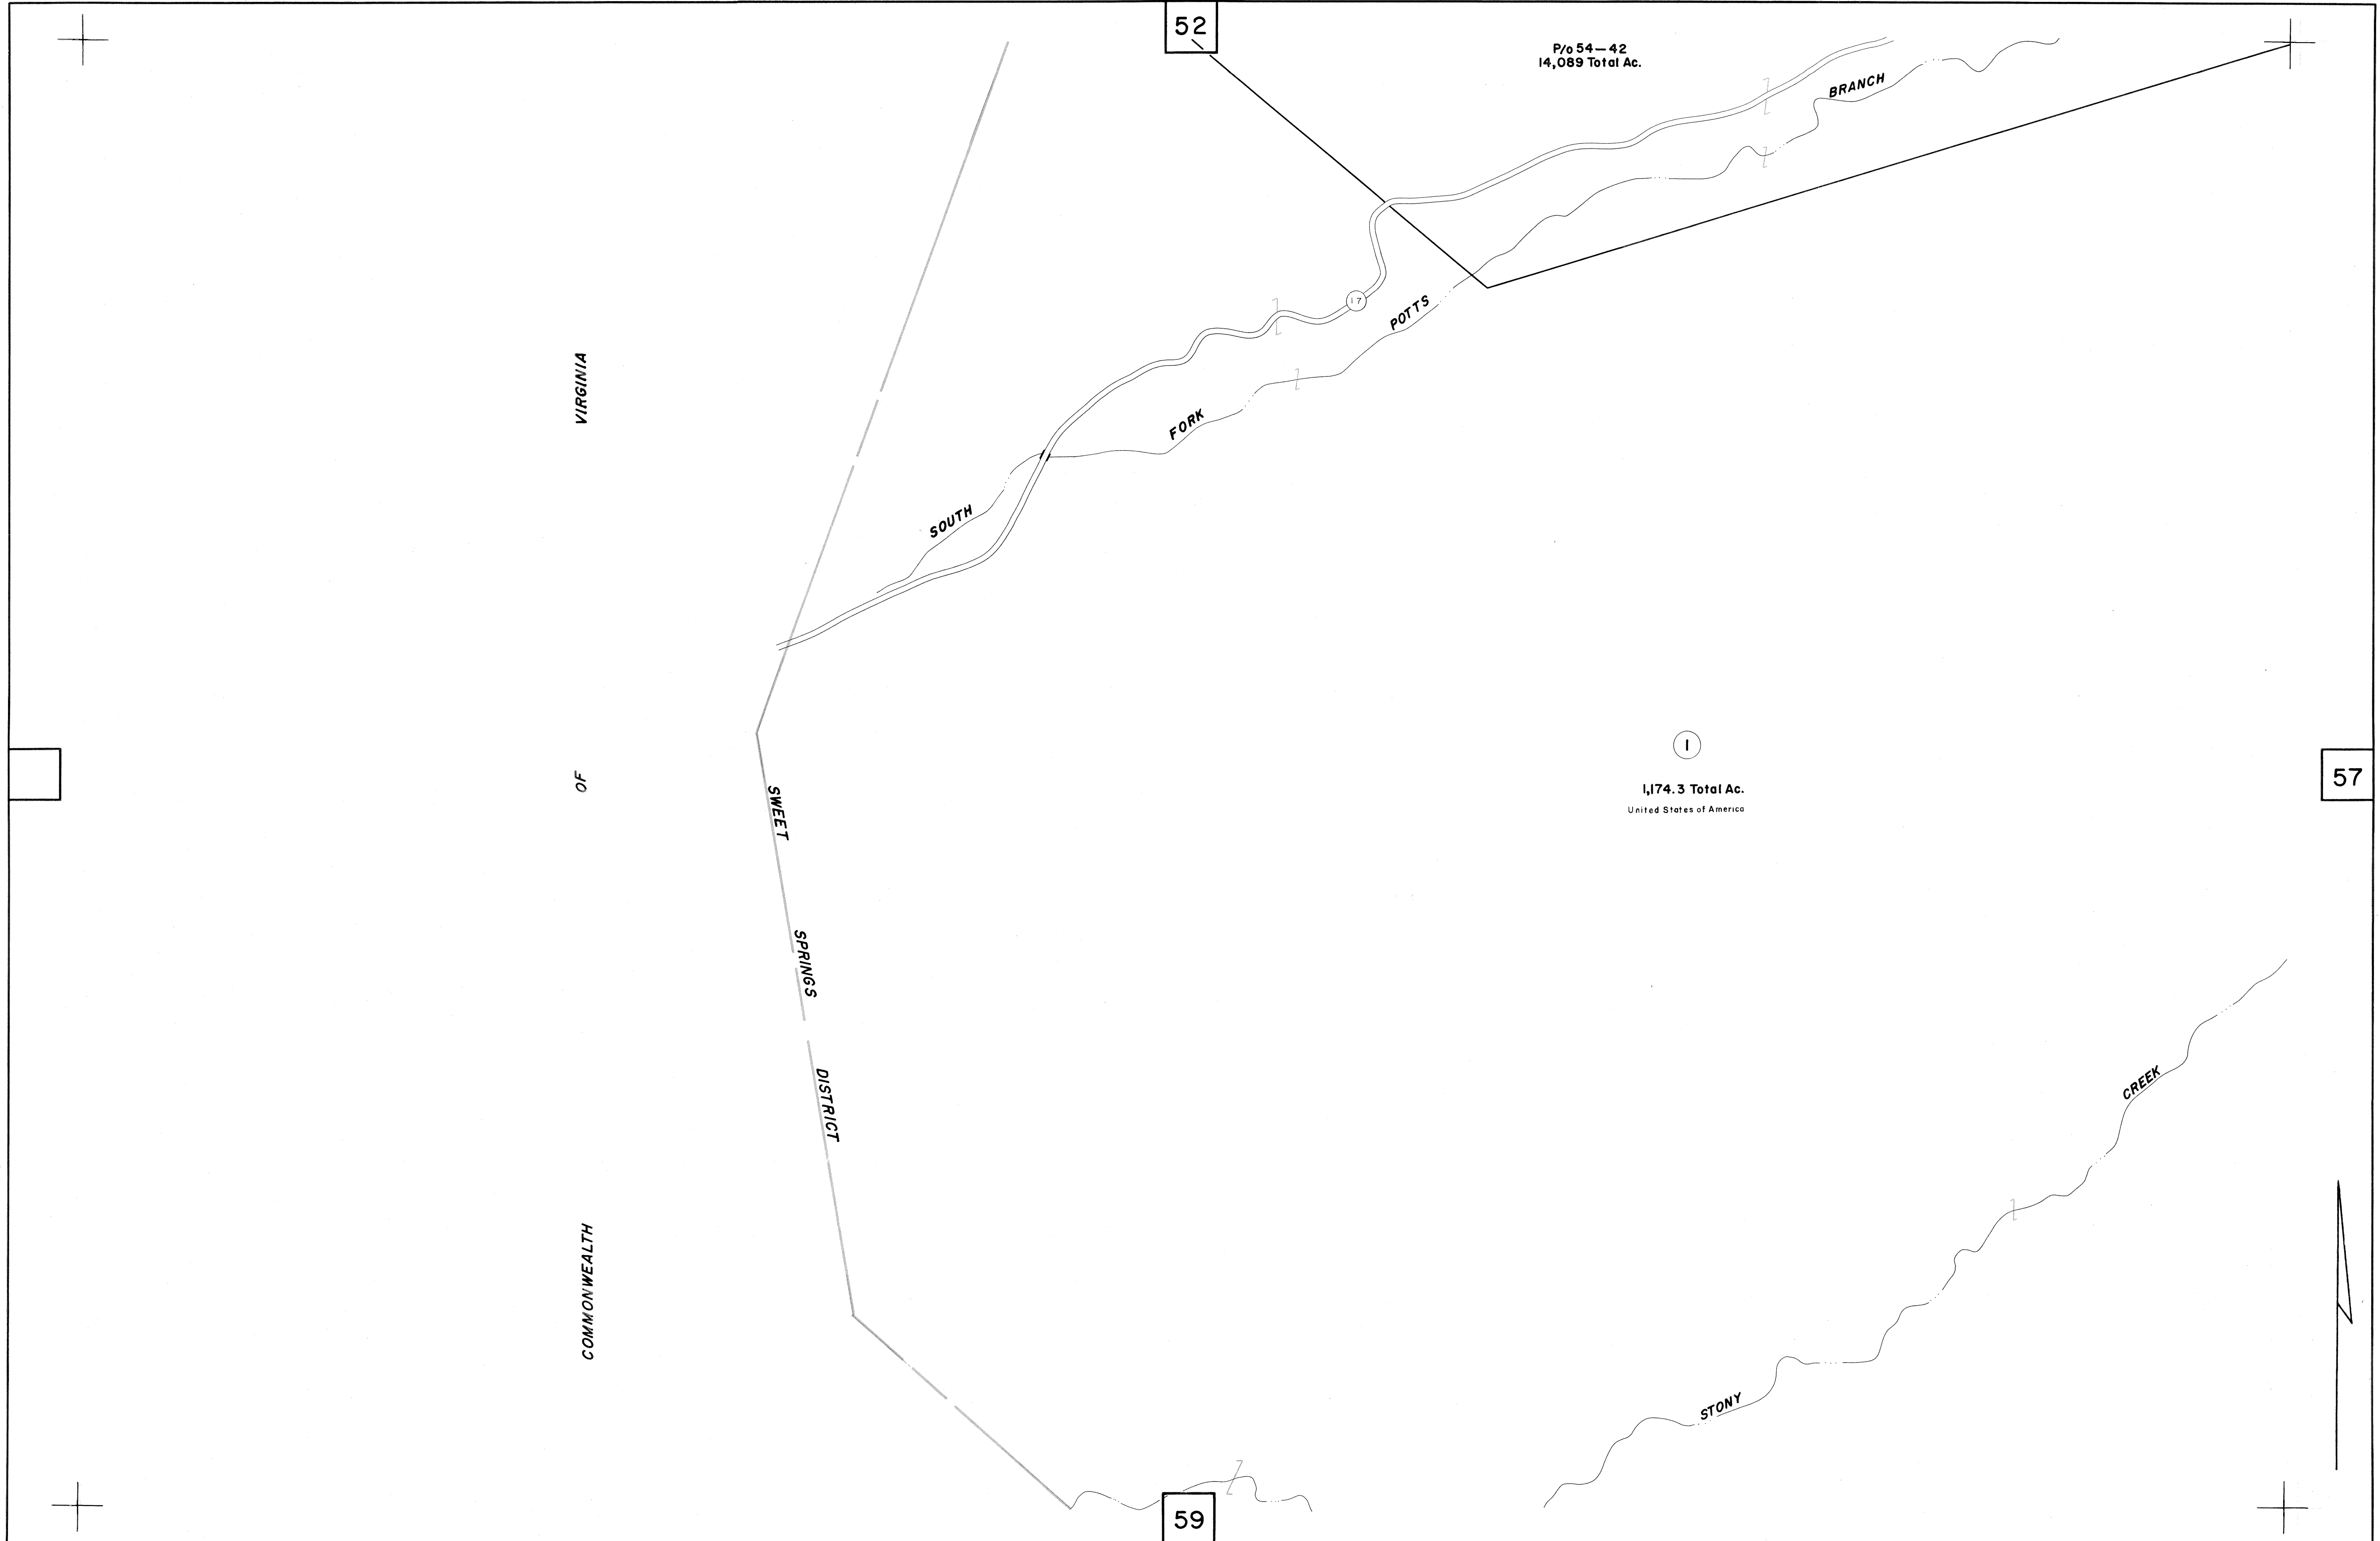 52
P/o 54-42
14,089 Total Ac.
BRANCH
17
POTTS
FORK
SOUTH
VIRGINIA
OF
COMMONWEALTH
SWEET
SPRINGS
DISTRICT
1
1,174.3 Total Ac.
United States of America
57
CREEK
STONY
59